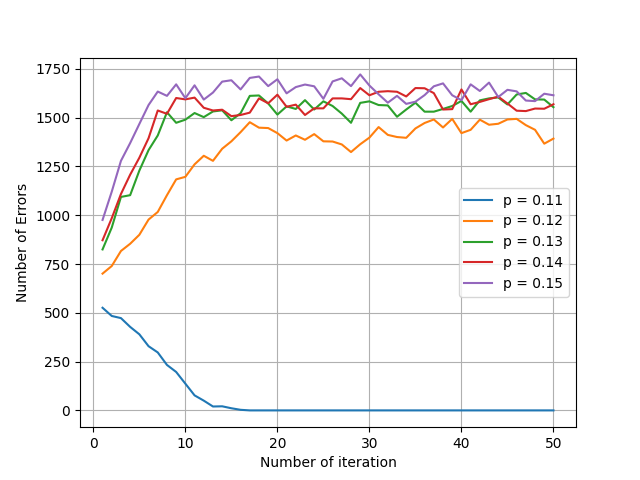 1750
1500
1250
1000
750
500
250
0
Number of Errors
p = 0.11
p = 0.12
p = 0.13
p = 0.14
p = 0.15
0 10 20 30 40 50
Number of iteration